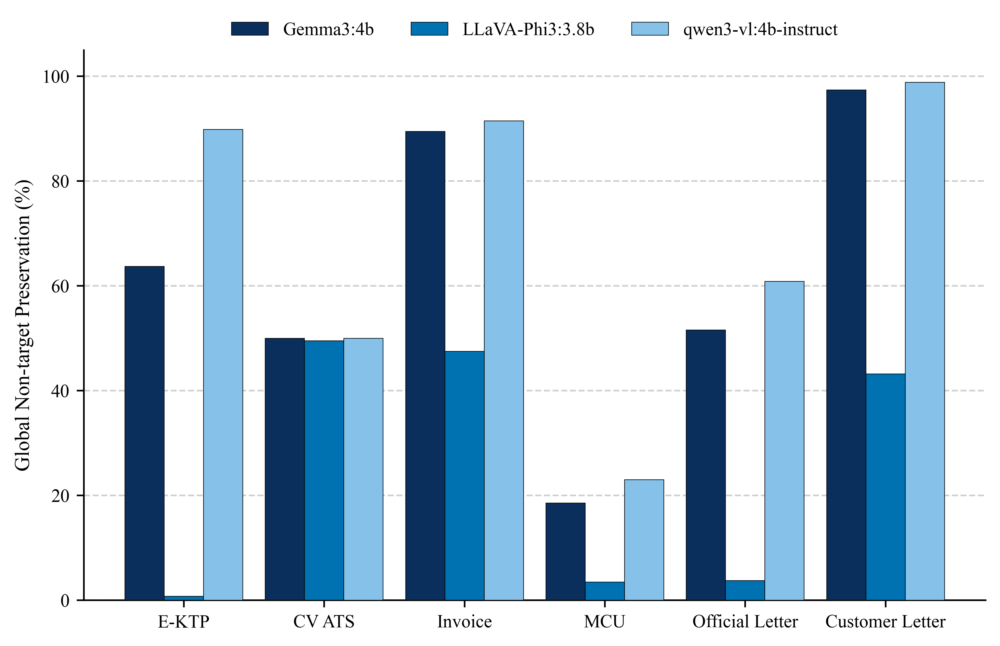 Gemma3:4b LLaVA-Phi3:3.8b qwen3-vl:4b-instruct
Global Non-target Preservation (%)
100
80
60
40
20
0
E-KTP CV ATS Invoice MCU Official Letter Customer Letter